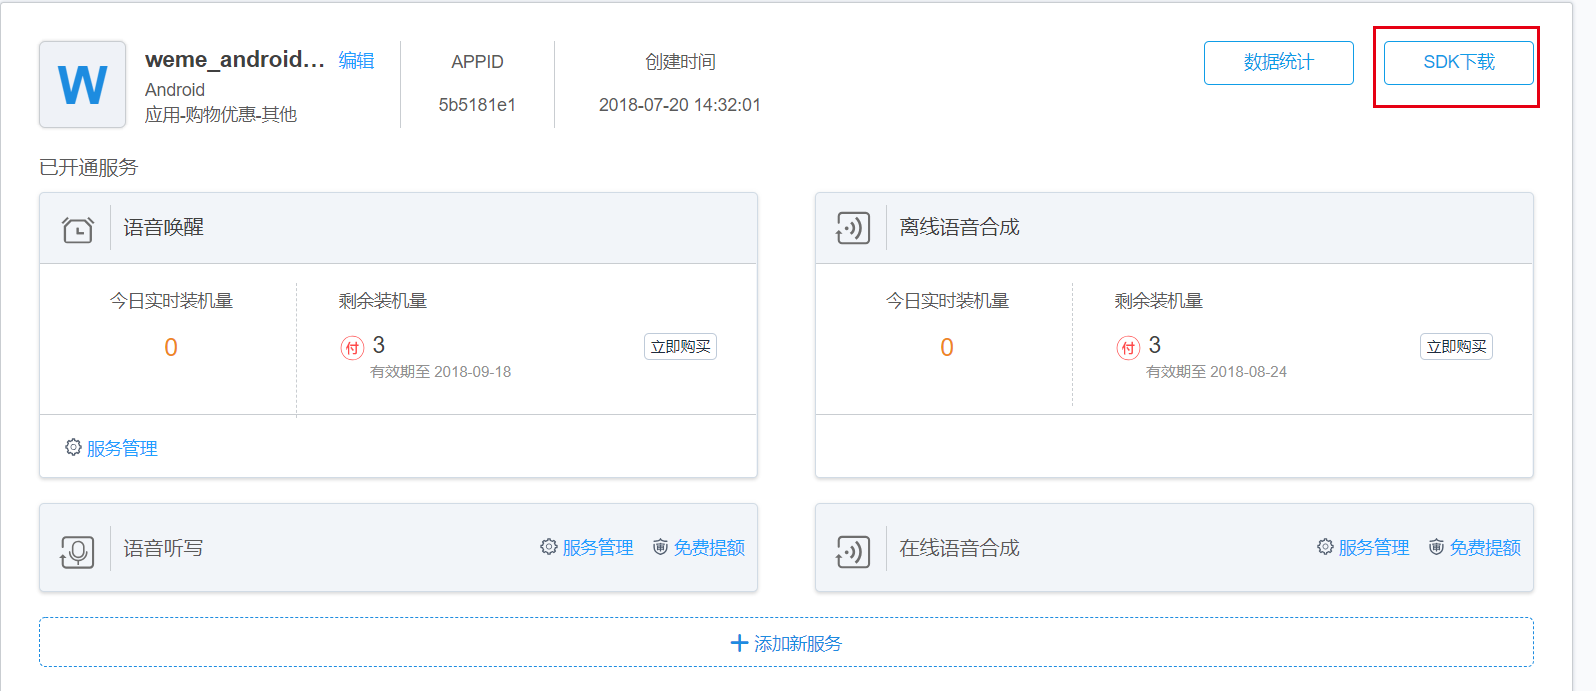 W
weme_android... 编辑
Android
应用-购物优惠-其他
APPID
5b5181e1
创建时间
2018-07-20 14:32:01
数据统计
SDK下载
已开通服务
语音唤醒
今日实时装机量
0
剩余装机量
付 3
有效期至 2018-09-18
立即购买
服务管理
离线语音合成
今日实时装机量
0
剩余装机量
付 3
有效期至 2018-08-24
立即购买
语音听写
服务管理
免费提额
在线语音合成
服务管理
免费提额
+ 添加新服务